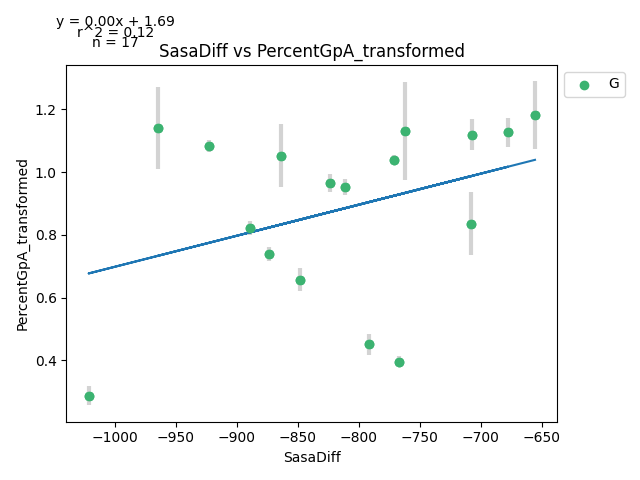 y = 0.00x + 1.69
r^2 = 0.12
n = 17
SasaDiff vs PercentGpA_transformed
G
PercentGpA_transformed
1.2
1.0
0.8
0.6
0.4
−1000 −950 −900 −850 −800 −750 −700 −650
SasaDiff